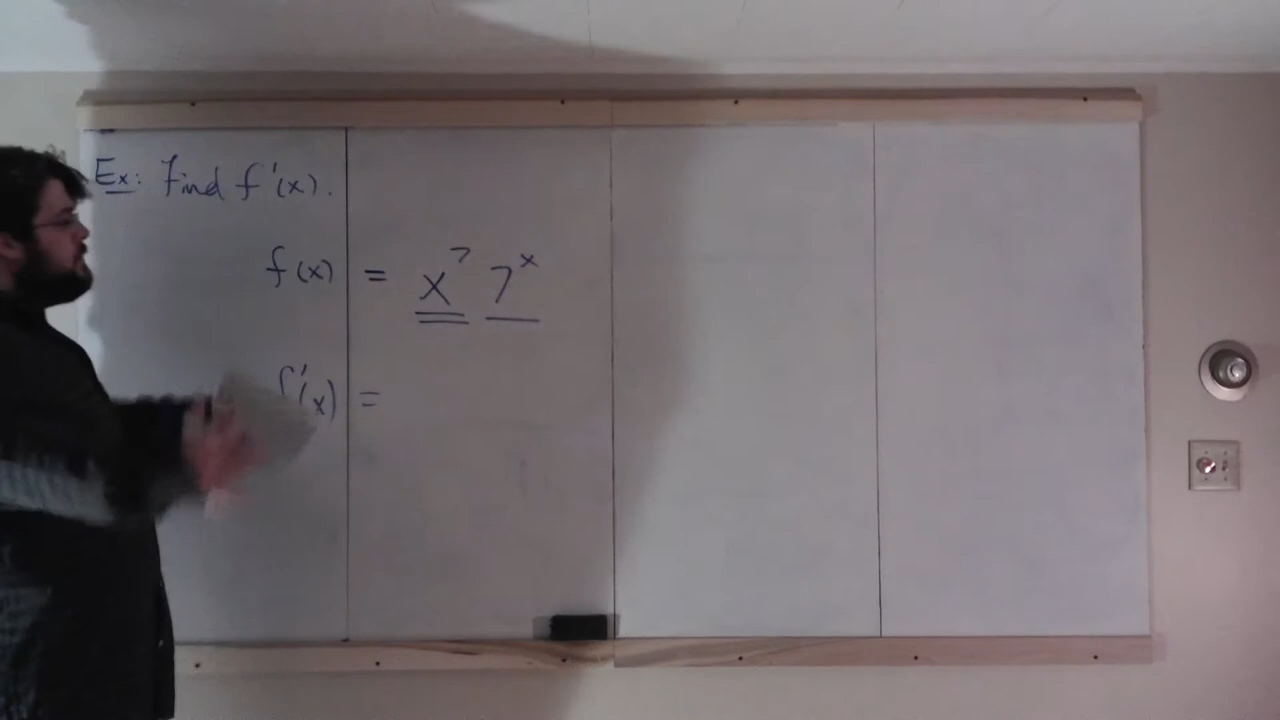 Ex: Find f'(x).
f(x) = x⁷ 7ˣ
f'(x) =